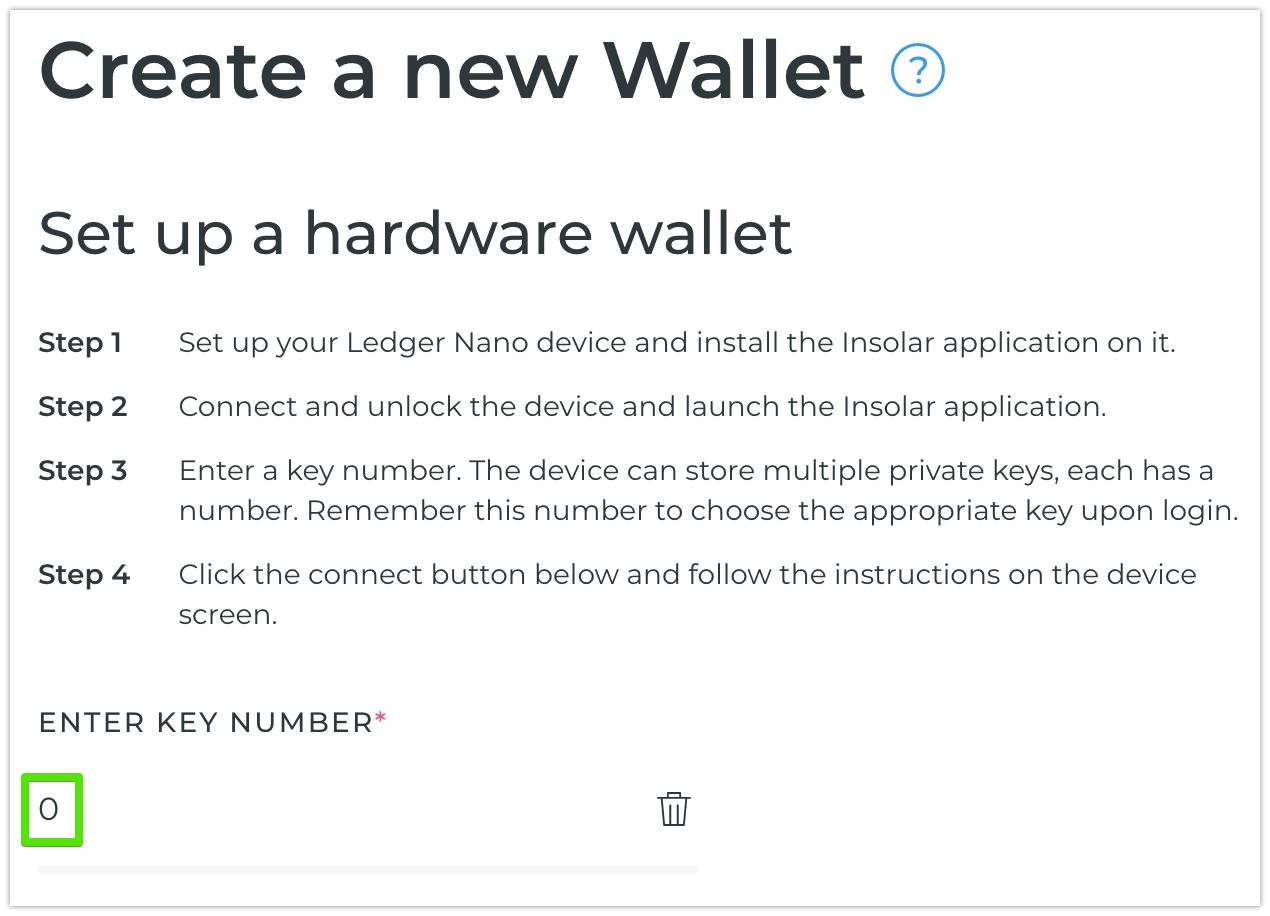 Create a new Wallet ?
Set up a hardware wallet
Step 1 Set up your Ledger Nano device and install the Insolar application on it.
Step 2 Connect and unlock the device and launch the Insolar application.
Step 3 Enter a key number. The device can store multiple private keys, each has a
number. Remember this number to choose the appropriate key upon login.
Step 4 Click the connect button below and follow the instructions on the device
screen.
ENTER KEY NUMBER*
0